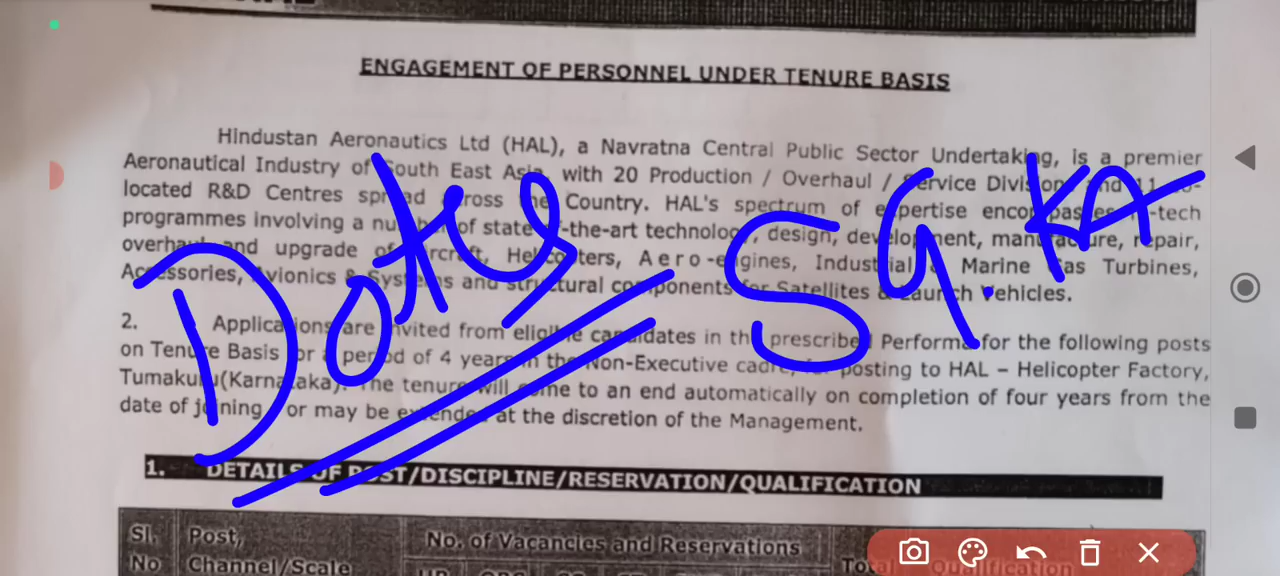 ENGAGEMENT OF PERSONNEL UNDER TENURE BASIS
Hindustan Aeronautics Ltd (HAL), a Navratna Central Public Sector Undertaking, is a premier
Aeronautical Industry of South East Asia, with 20 Production / Overhaul / Service Divisions and 11 co-
located R&D Centres spread across the Country. HAL's spectrum of expertise encompasses hi-tech
programmes involving a number of state-of-the-art technology, design, development, manufacture, repair,
overhaul and upgrade of Aircraft, Helicopters, Aero-engines, Industrial & Marine Gas Turbines,
Accessories, Avionics & Systems and structural components for Satellites & Launch Vehicles.
2. Applications are invited from eligible candidates in the prescribed Performa for the following posts
on Tenure Basis for a period of 4 years in the Non-Executive cadre, for posting to HAL – Helicopter Factory,
Tumakuru(Karnataka). The tenure will come to an end automatically on completion of four years from the
date of joining or may be extended at the discretion of the Management.
Date SG KA
1. DETAILS OF POST/DISCIPLINE/RESERVATION/QUALIFICATION
Sl. Post, No. of Vacancies and Reservations
No Channel/Scale Qualification